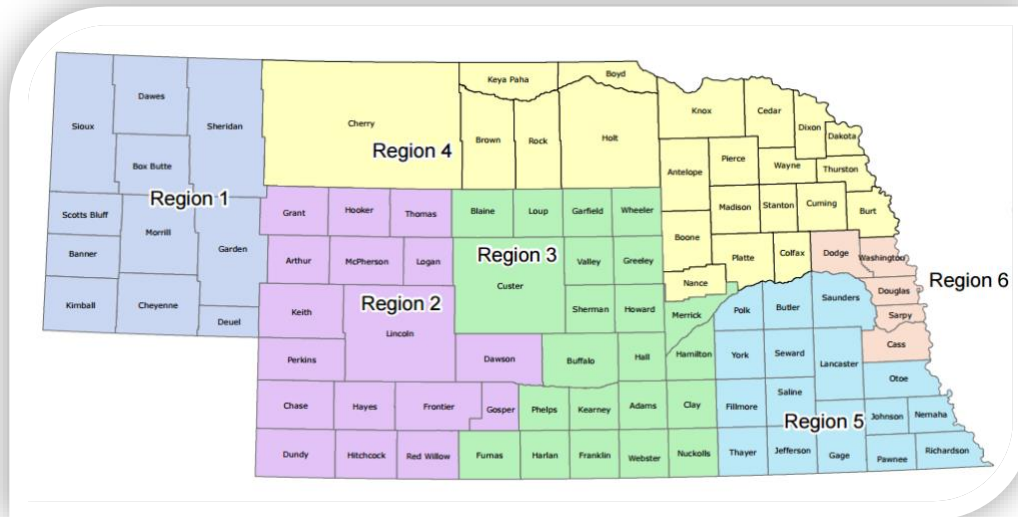 Keya Paha
Boyd
Dawes
Knox
Cedar
Sioux
Sheridan
Cherry
Dixon
Dakota
Brown
Rock
Holt
Region 4
Box Butte
Pierce
Wayne
Thurston
Antelope
Region 1
Scotts Bluff
Grant
Hooker
Thomas
Blaine
Loup
Garfield
Wheeler
Madison
Stanton
Cuming
Burt
Morrill
Garden
Boone
Banner
Arthur
McPherson
Logan
Region 3
Valley
Greeley
Platte
Colfax
Dodge
Washington
Custer
Nance
Region 6
Douglas
Kimball
Cheyenne
Keith
Region 2
Sherman
Howard
Merrick
Polk
Butler
Saunders
Sarpy
Deuel
Lincoln
Cass
Perkins
Dawson
Buffalo
Hall
Hamilton
York
Seward
Lancaster
Otoe
Chase
Hayes
Frontier
Gosper
Phelps
Kearney
Adams
Clay
Fillmore
Saline
Region 5
Johnson
Nemaha
Dundy
Hitchcock
Red Willow
Furnas
Harlan
Franklin
Webster
Nuckolls
Thayer
Jefferson
Gage
Pawnee
Richardson